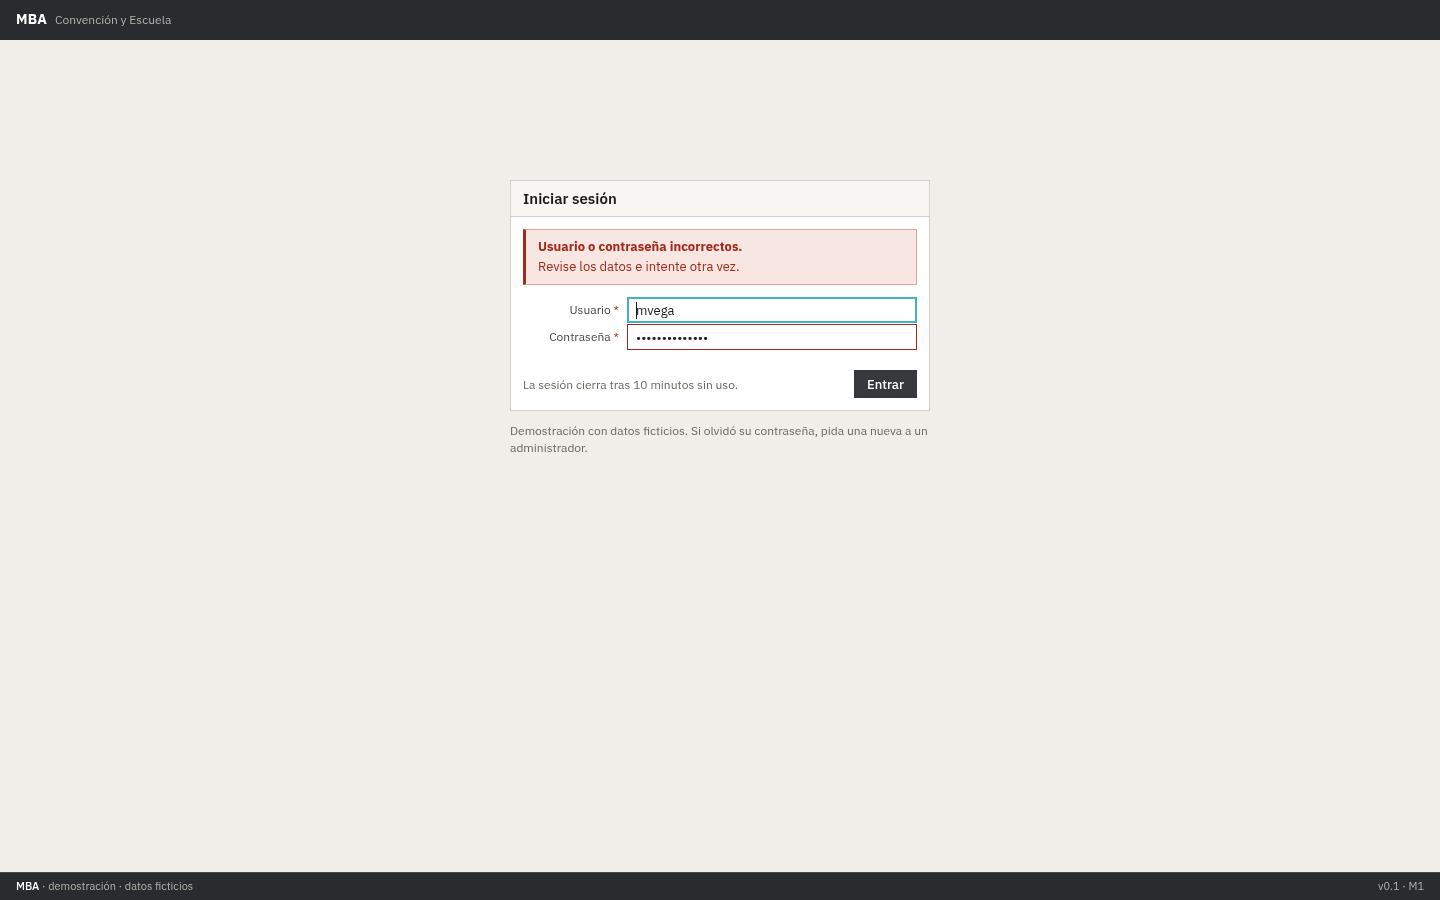 MBA Convención y Escuela
Iniciar sesión
Usuario o contraseña incorrectos.
Revise los datos e intente otra vez.
Usuario * mvega
Contraseña * ••••••••••••••
La sesión cierra tras 10 minutos sin uso. Entrar
Demostración con datos ficticios. Si olvidó su contraseña, pida una nueva a un
administrador.
MBA · demostración · datos ficticios v0.1 · M1